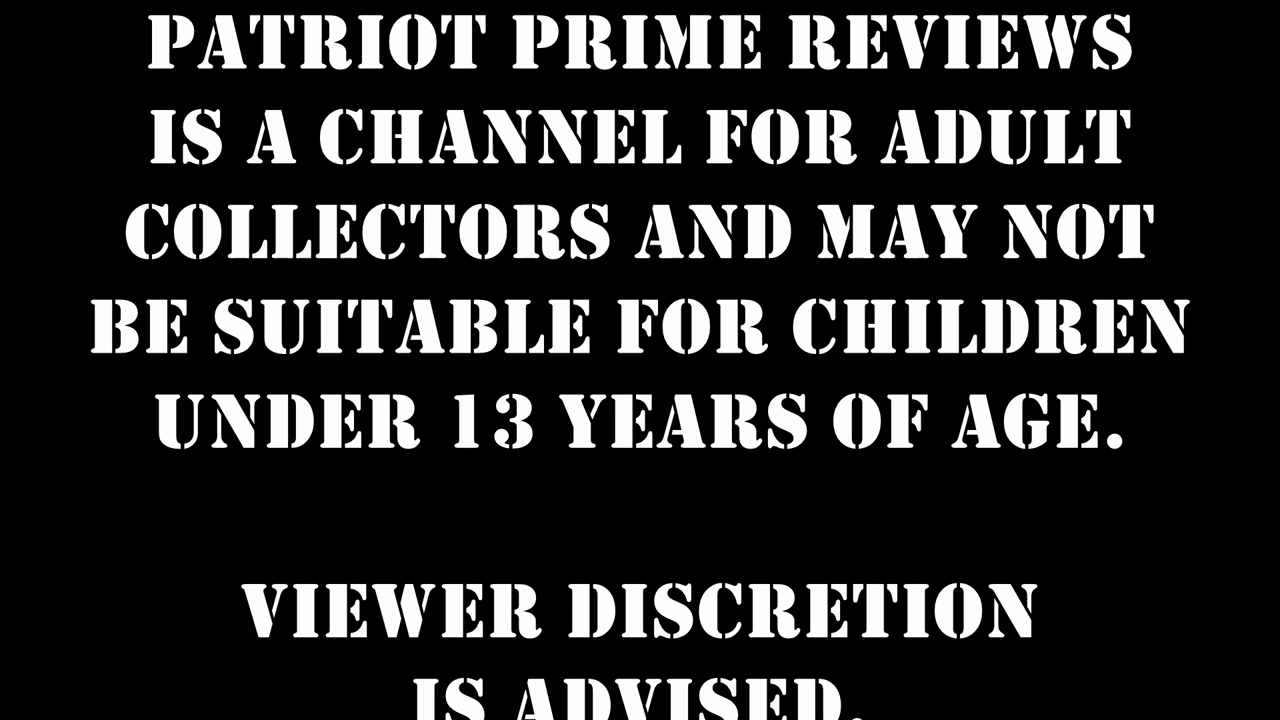 PATRIOT PRIME REVIEWS
IS A CHANNEL FOR ADULT
COLLECTORS AND MAY NOT
BE SUITABLE FOR CHILDREN
UNDER 13 YEARS OF AGE.
VIEWER DISCRETION
IS ADVISED.